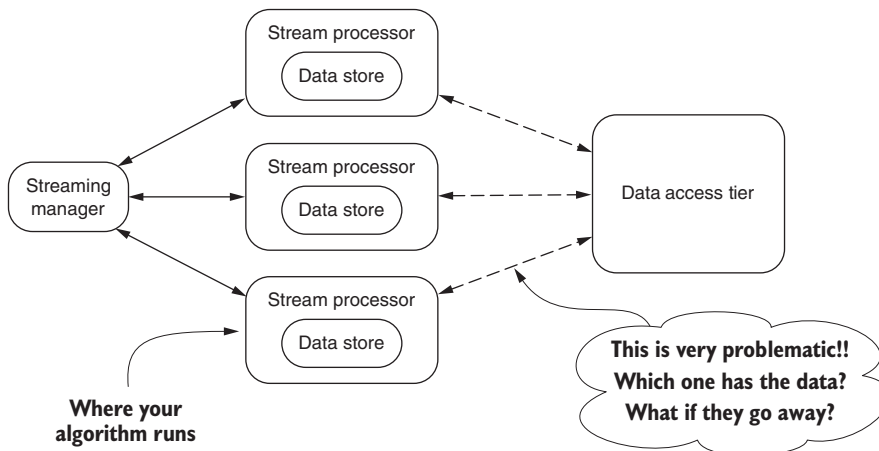 Stream processor
Data store
Streaming
manager
Stream processor
Data store
Data access tier
Stream processor
Data store
Where your
algorithm runs
This is very problematic!!
Which one has the data?
What if they go away?